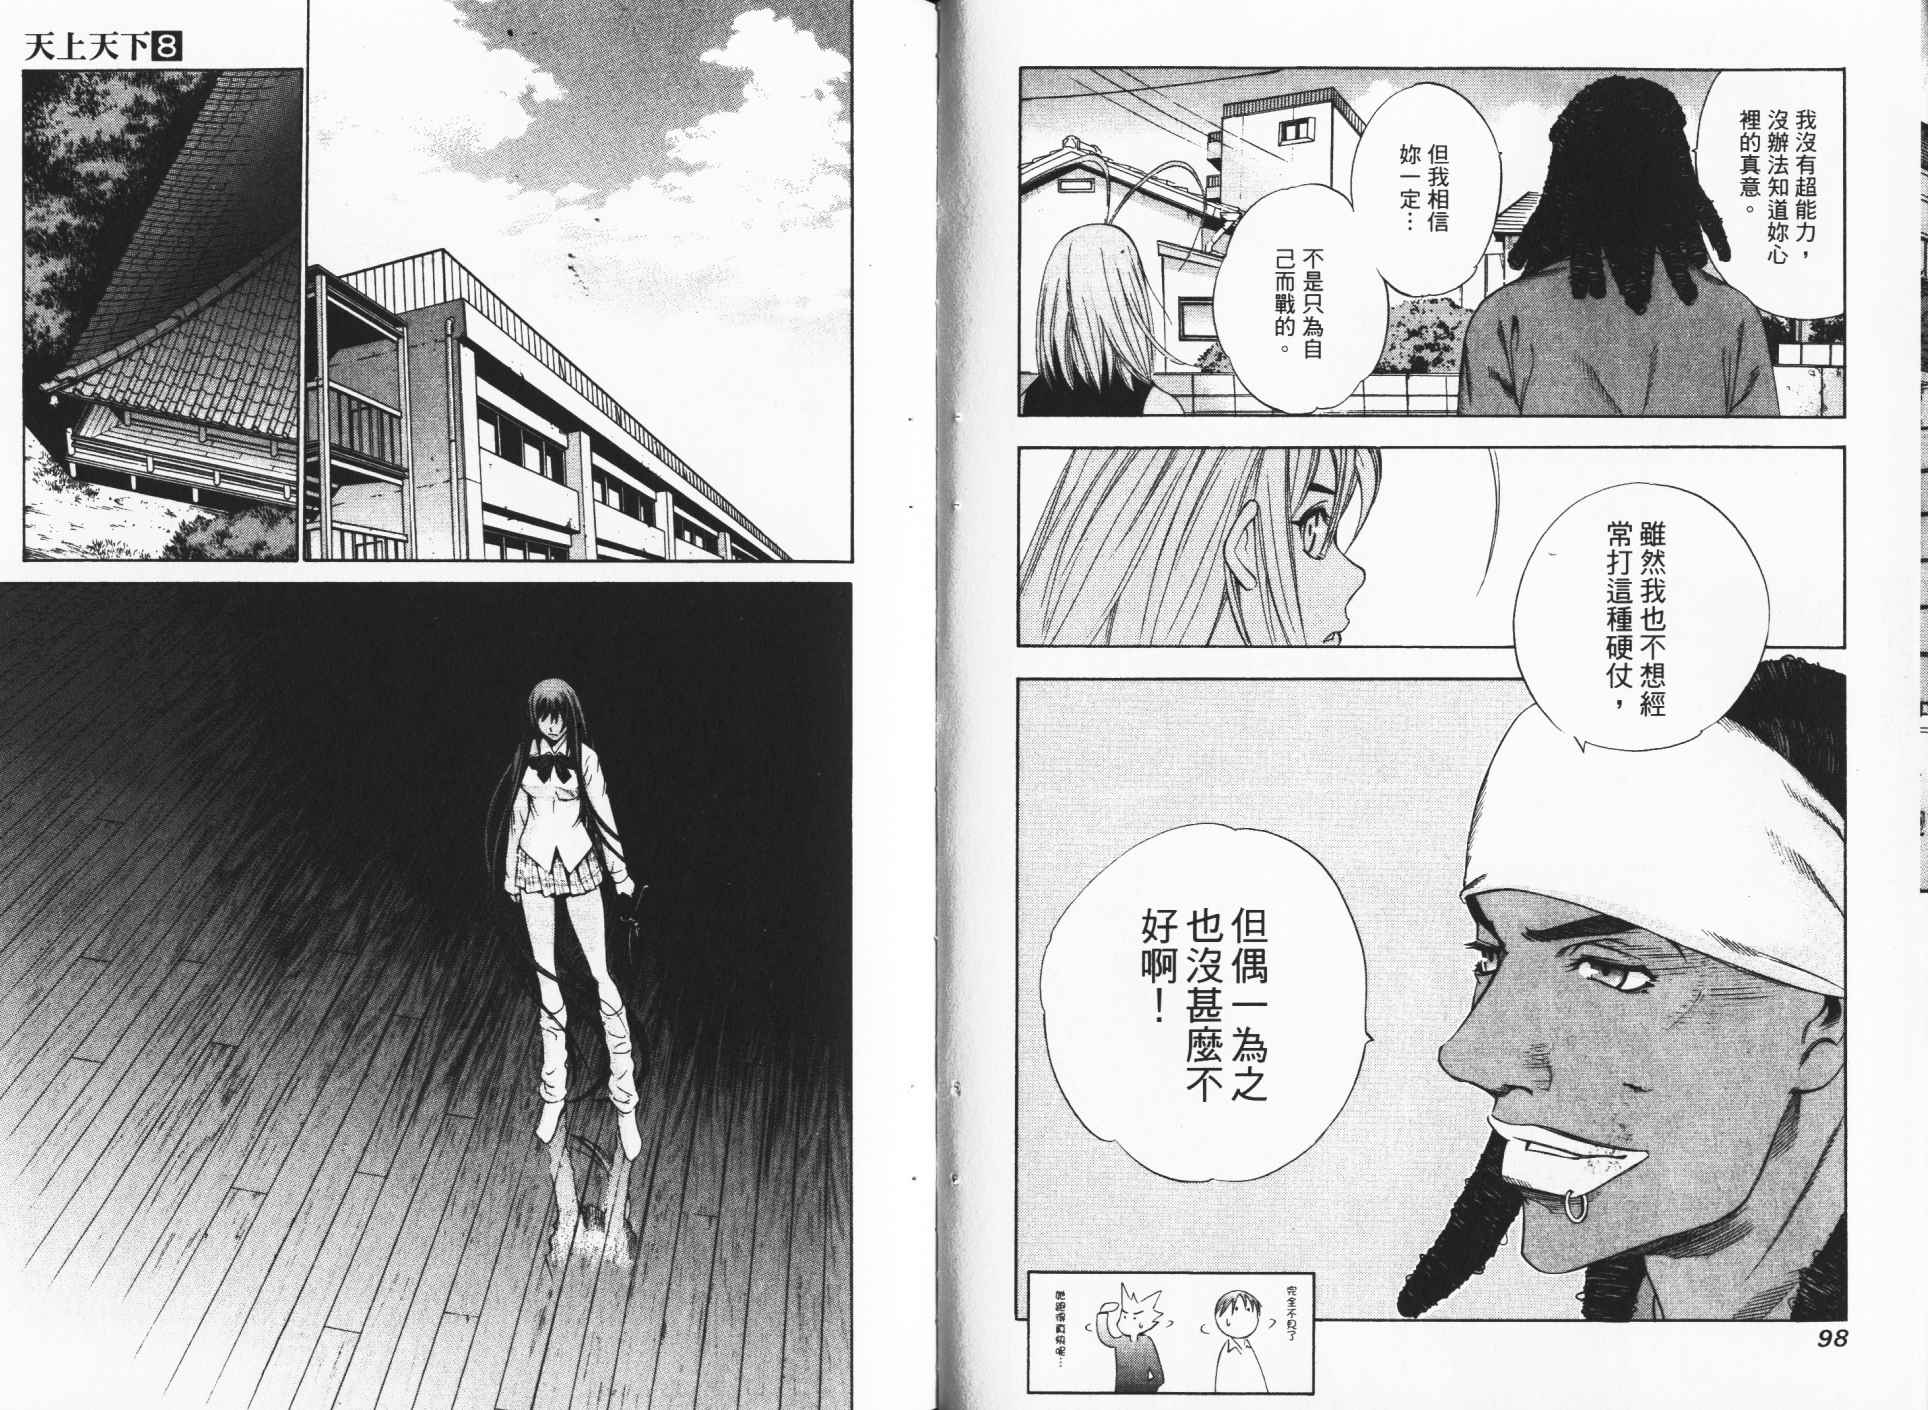 我沒有超能力，
沒辦法知道妳心
裡的真意。
但我相信
妳一定…
不是只為自
己而戰的。
雖然我也不想經
常打這種硬仗，
但偶一為之
也沒甚麼不
好啊！
完全不見了
98
天上天下8